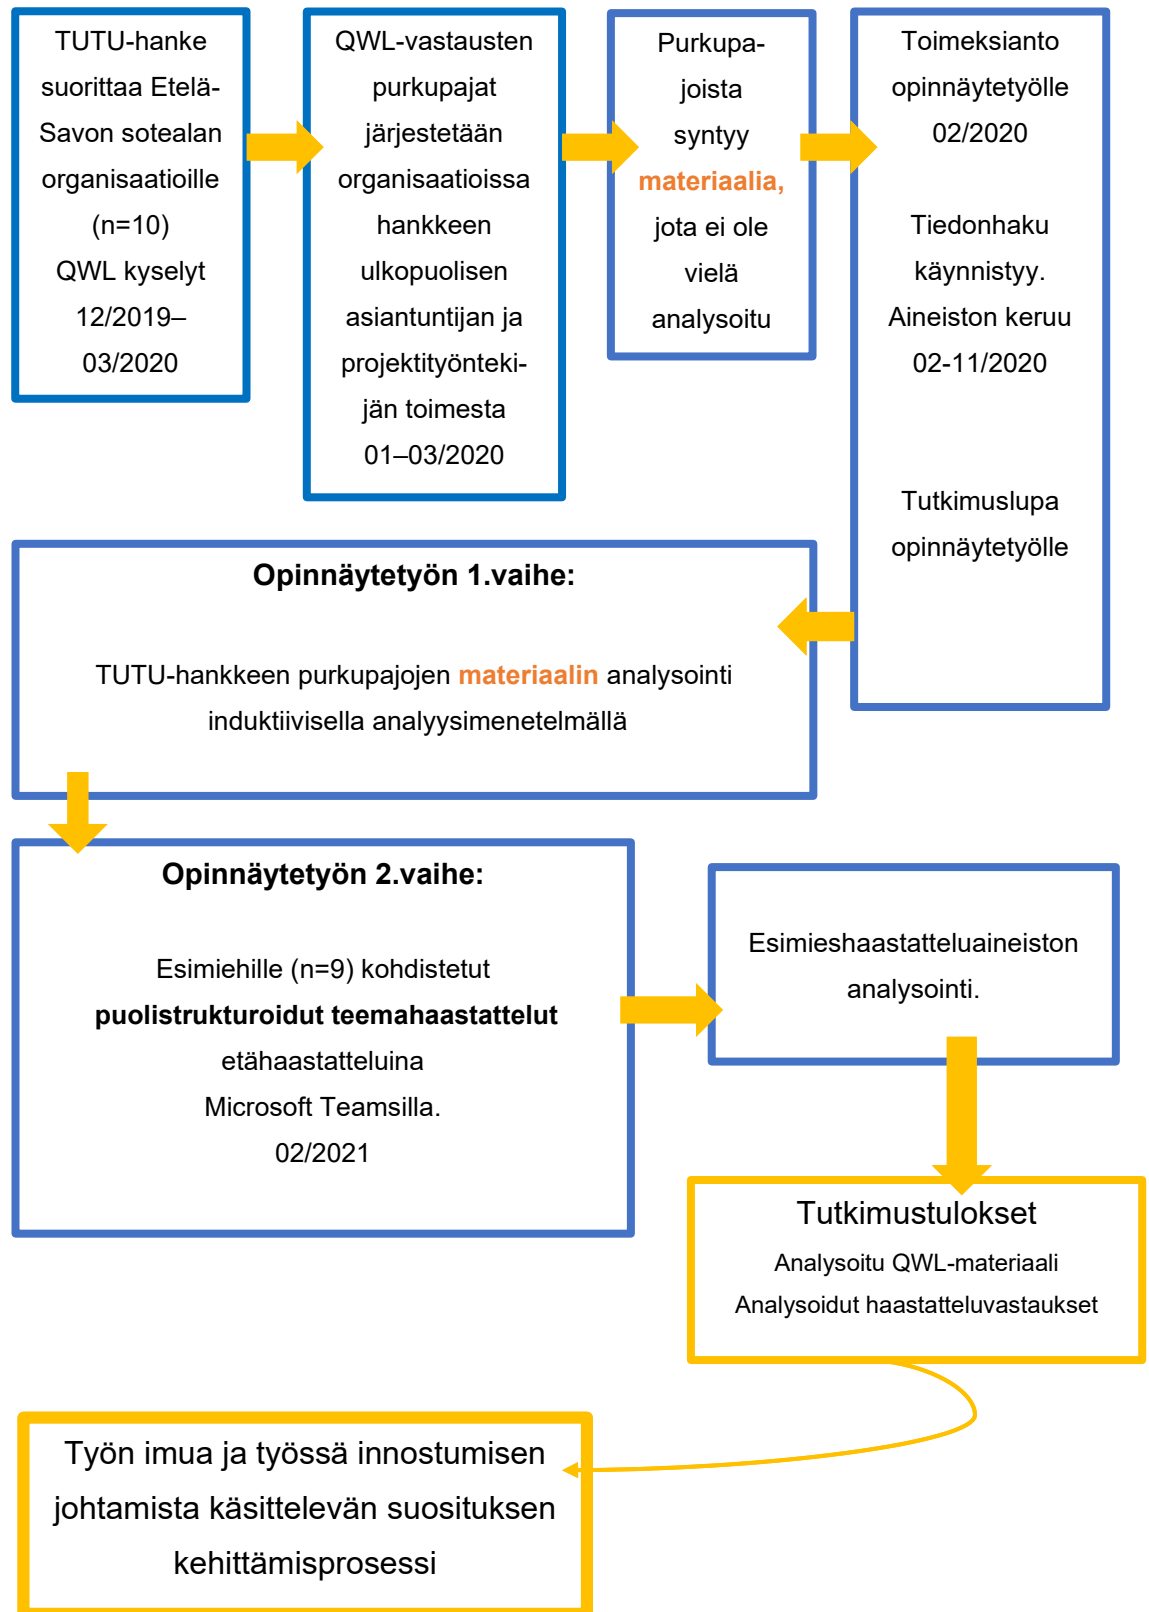 TUTU-hanke
suorittaa Etelä-
Savon sotealan
organisaatioille
(n=10)
QWL kyselyt
12/2019–
03/2020
QWL-vastausten
purkupajat
järjestetään
organisaatioissa
hankkeen
ulkopuolisen
asiantuntijan ja
projektityönteki-
jän toimesta
01–03/2020
Purkupa-
joista
syntyy
materiaalia,
jota ei ole
vielä
analysoitu
Toimeksianto
opinnäytetyölle
02/2020
Tiedonhaku
käynnistyy.
Aineiston keruu
02-11/2020
Tutkimuslupa
opinnäytetyölle
Opinnäytetyön 1.vaihe:
TUTU-hankkeen purkupajojen materiaalin analysointi
induktiivisella analyysimenetelmällä
Opinnäytetyön 2.vaihe:
Esimiehille (n=9) kohdistetut
puolistrukturoidut teemahaastattelut
etähaastatteluina
Microsoft Teamsilla.
02/2021
Esimieshaastatteluaineiston
analysointi.
Tutkimustulokset
Analysoitu QWL-materiaali
Analysoidut haastatteluvastaukset
Työn imua ja työssä innostumisen
johtamista käsittelevän suosituksen
kehittämisprosessi